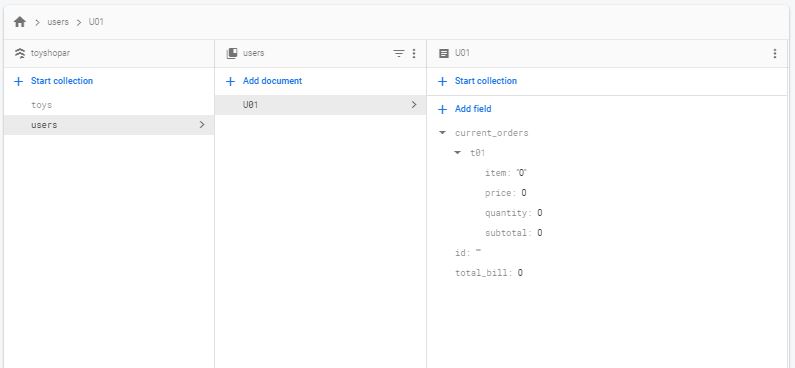 users > U01
toyshopar
users
U01
+ Start collection
+ Add document
+ Start collection
toys
users
U01
+ Add field
current_orders
t01
item: "0"
price: 0
quantity: 0
subtotal: 0
id: ""
total_bill: 0